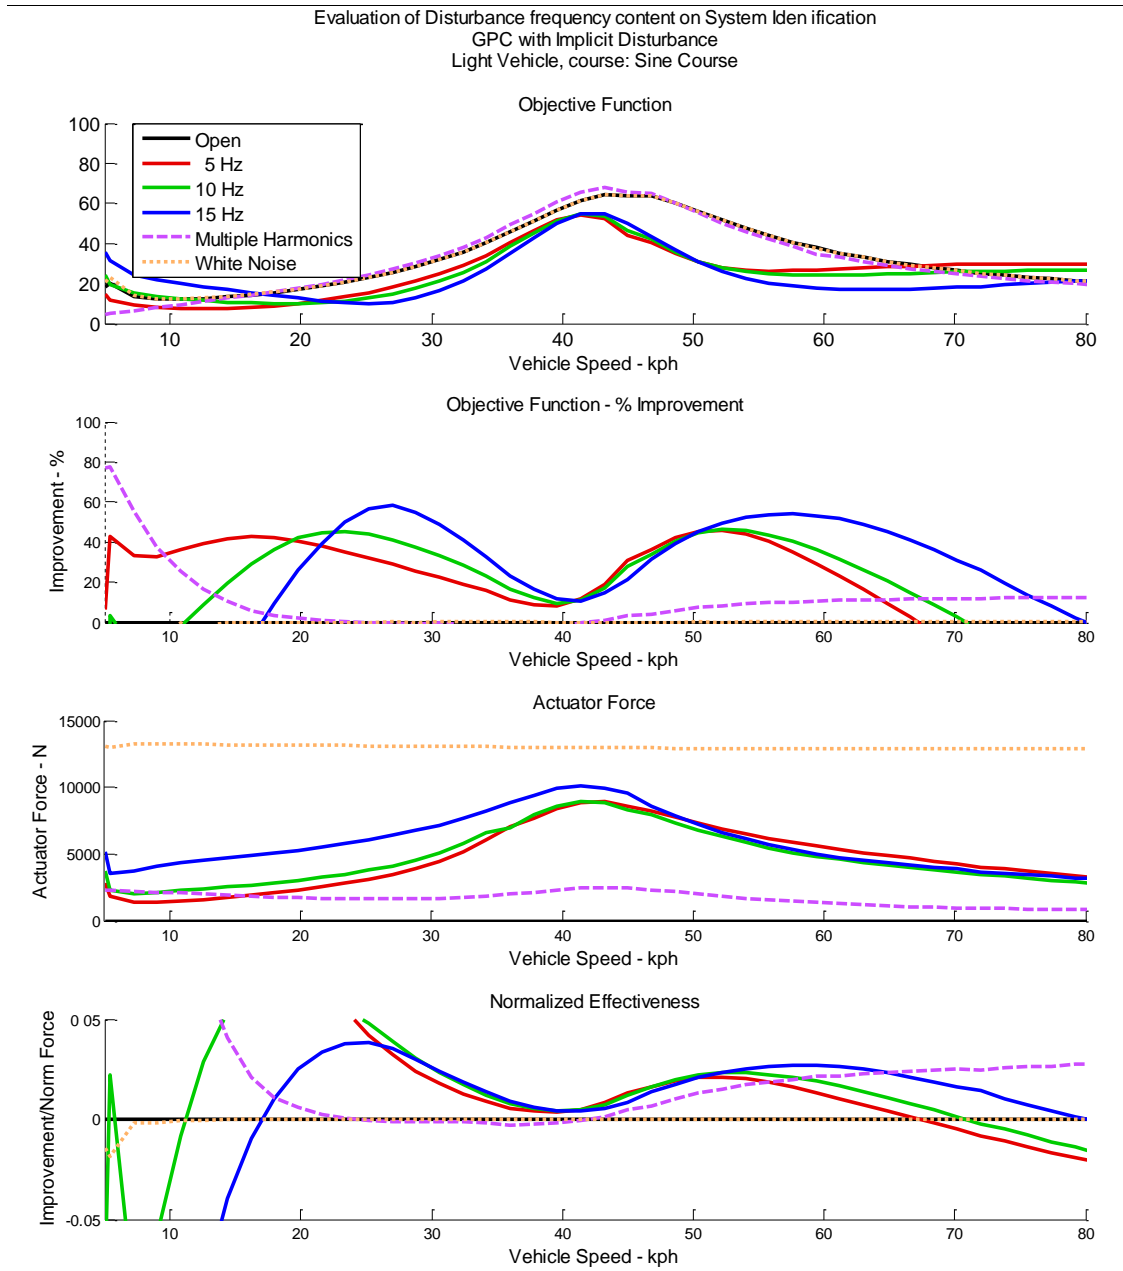 Evaluation of Disturbance frequency content on System Iden ification
GPC with Implicit Disturbance
Light Vehicle, course: Sine Course
Objective Function
100
80
60
40
20
0
Open
5 Hz
10 Hz
15 Hz
Multiple Harmonics
White Noise
10 20 30 40 50 60 70 80
Vehicle Speed - kph
Objective Function - % Improvement
Improvement - %
100
80
60
40
20
0
10 20 30 40 50 60 70 80
Vehicle Speed - kph
Actuator Force
Actuator Force - N
15000
10000
5000
0
10 20 30 40 50 60 70 80
Vehicle Speed - kph
Normalized Effectiveness
Improvement/Norm Force
0 05
0
-0.05
10 20 30 40 50 60 70 80
Vehicle Speed - kph